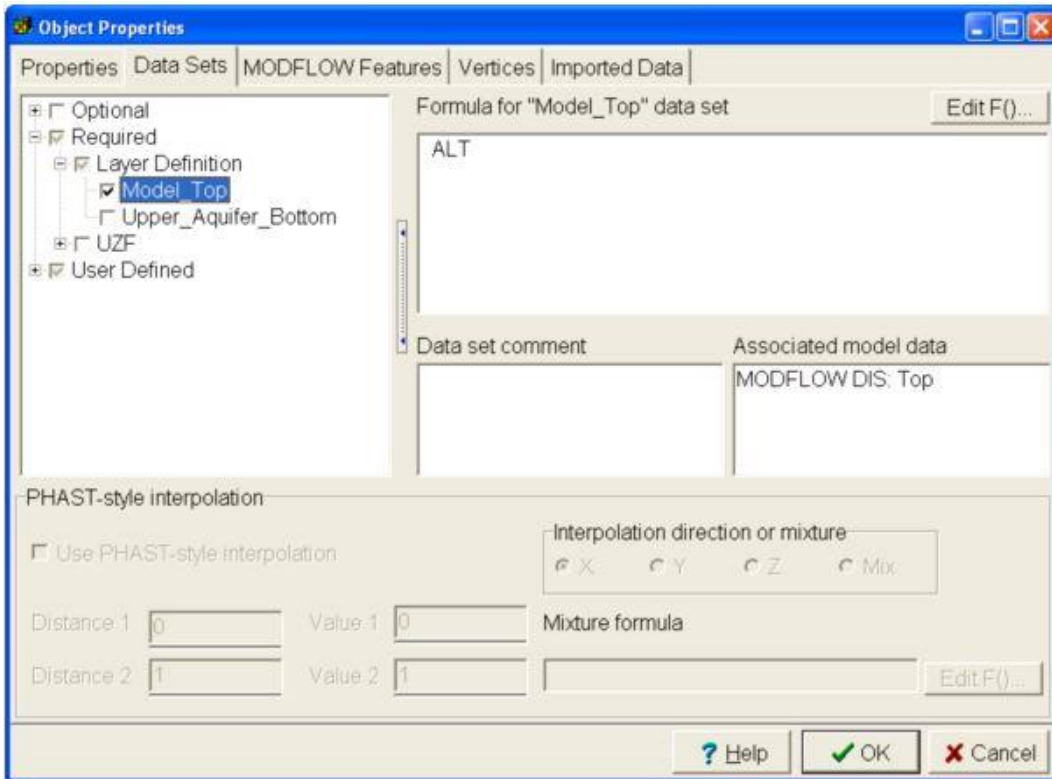 Object Properties
Properties Data Sets MODFLOW Features Vertices Imported Data
Optional
Required
Layer Definition
Model_Top
Upper_Aquifer_Bottom
UZF
User Defined
Formula for "Model_Top" data set
Edit F()...
ALT
Data set comment
Associated model data
MODFLOW DIS: Top
PHAST-style interpolation
Use PHAST-style interpolation
Interpolation direction or mixture
X Y Z Mix
Distance 1 0 Value 1 0 Mixture formula
Distance 2 1 Value 2 1 Edit F()...
? Help OK Cancel